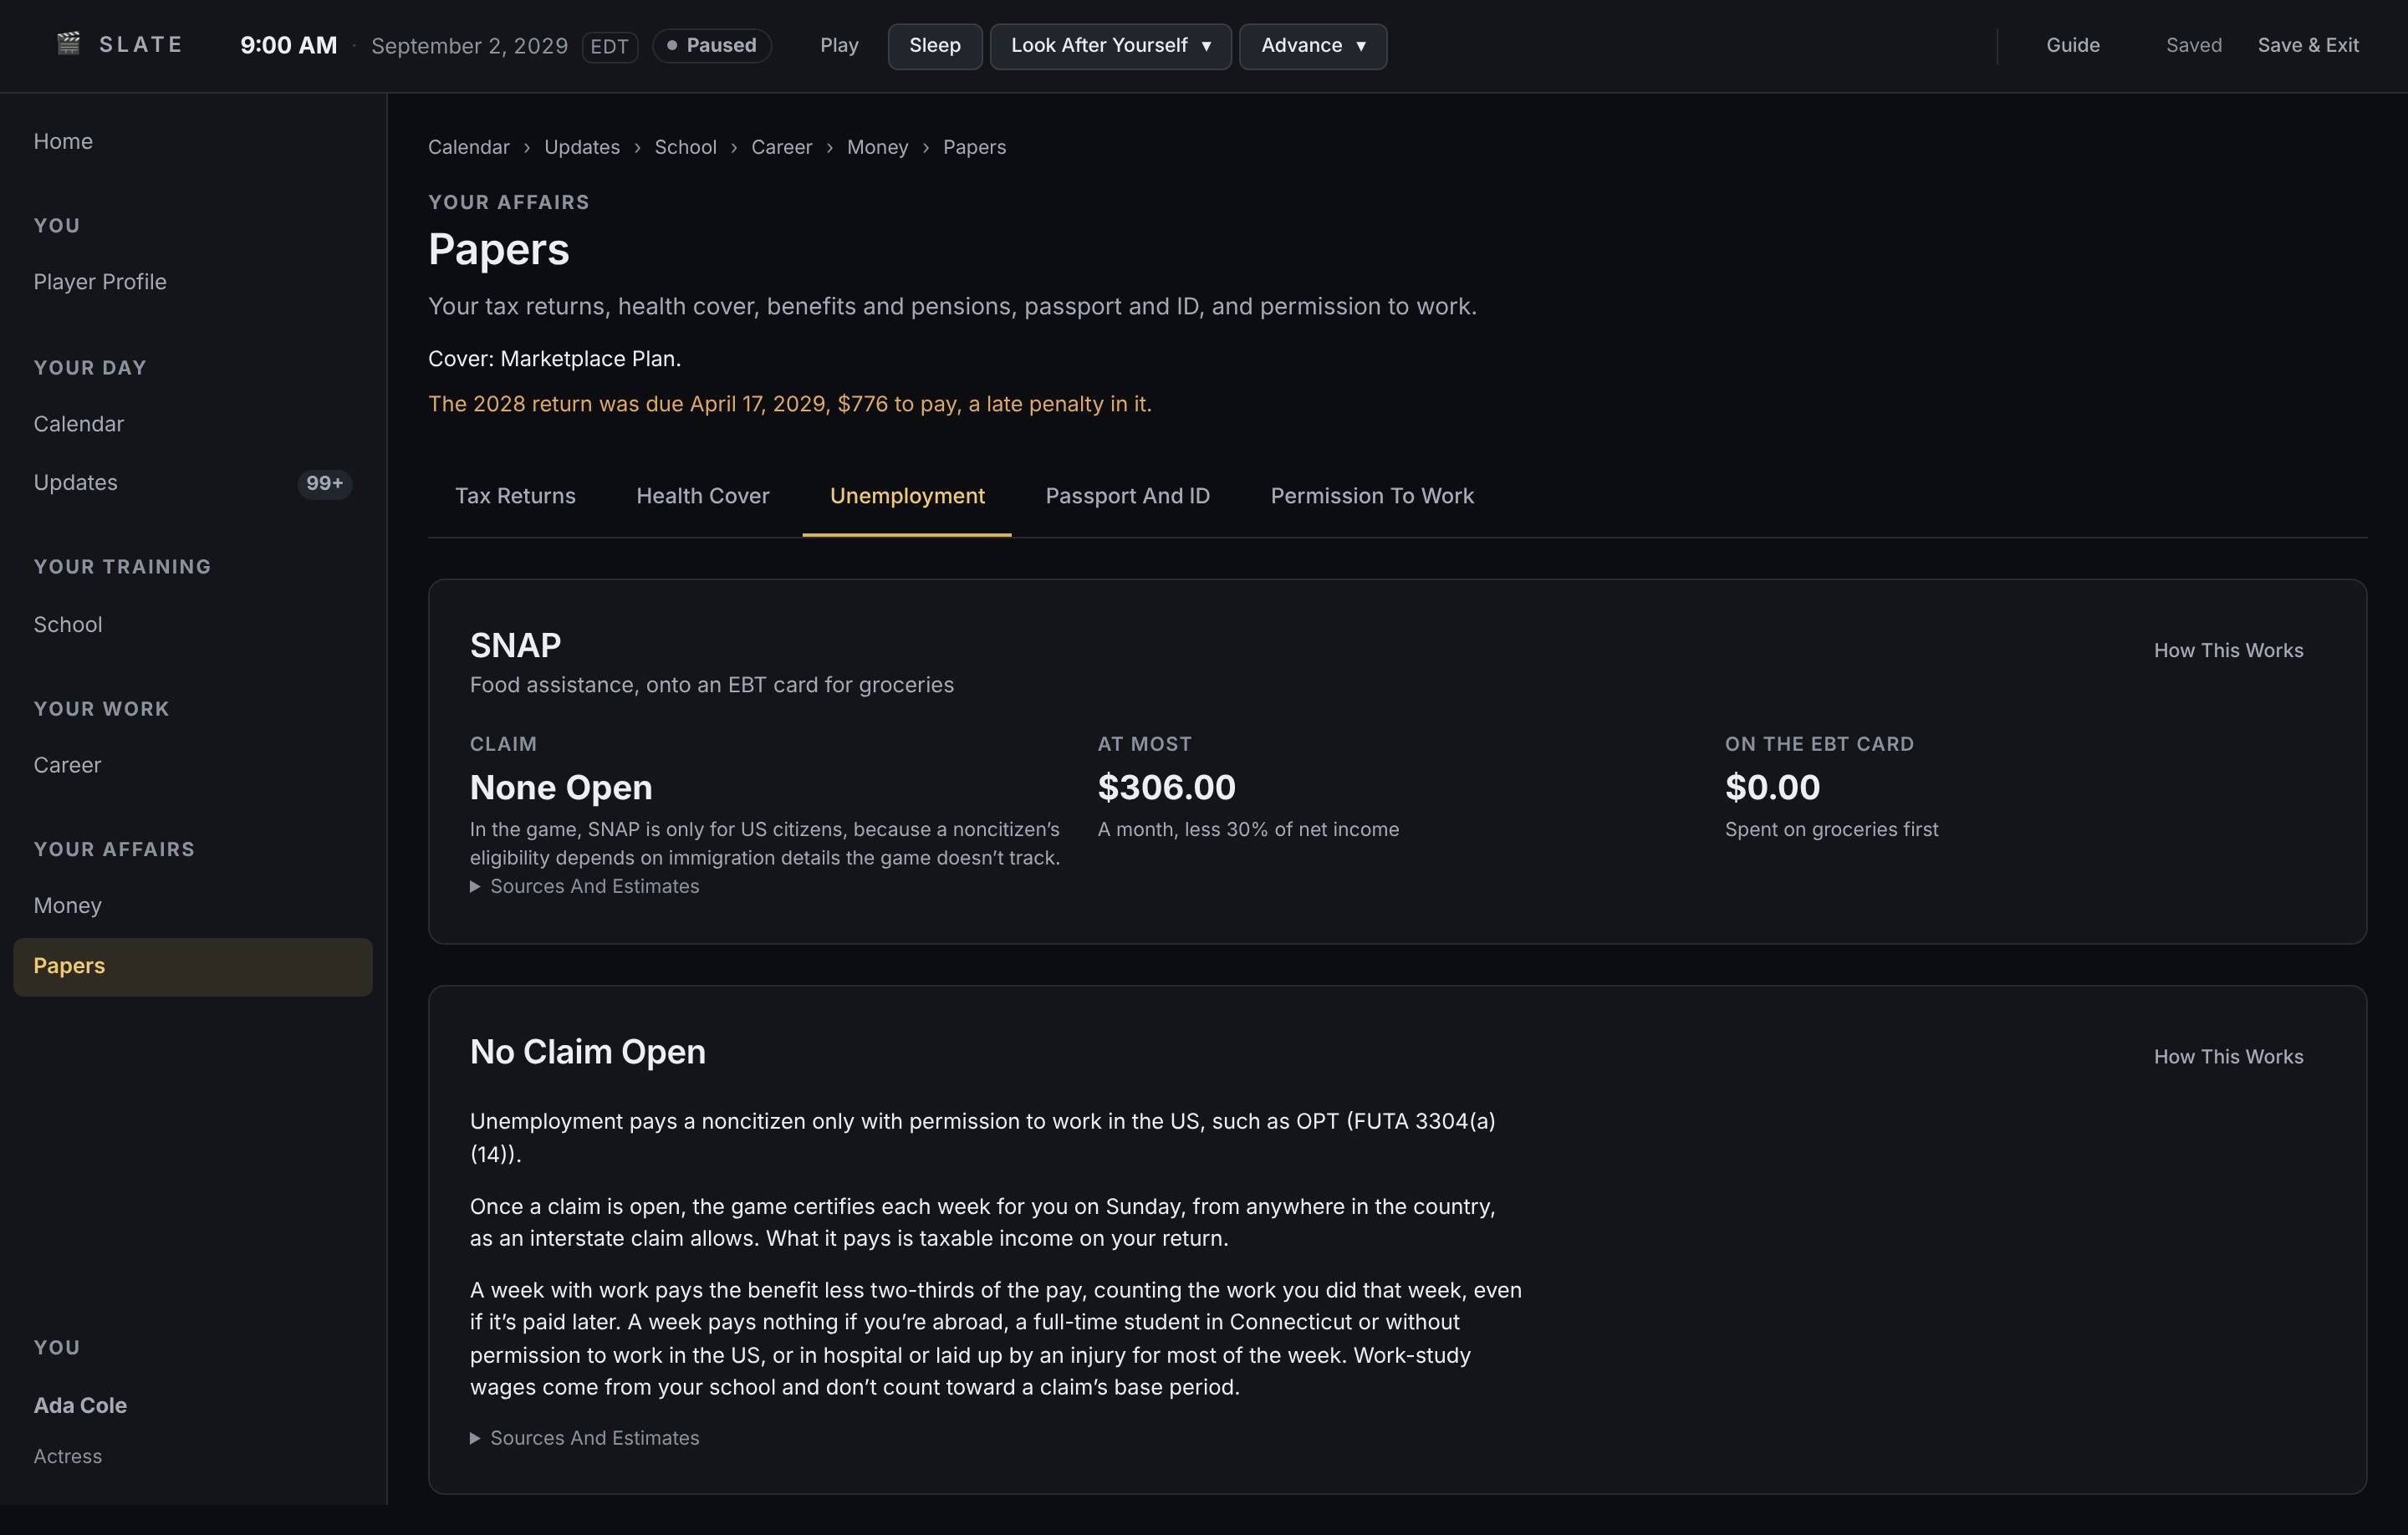 SLATE
9:00 AM · September 2, 2029 EDT Paused Play Sleep Look After Yourself ▾ Advance ▾ Guide Saved Save & Exit
Home
YOU
Player Profile
YOUR DAY
Calendar
Updates 99+
YOUR TRAINING
School
YOUR WORK
Career
YOUR AFFAIRS
Money
Papers
YOU
Ada Cole
Actress
Calendar › Updates › School › Career › Money › Papers
YOUR AFFAIRS
Papers
Your tax returns, health cover, benefits and pensions, passport and ID, and permission to work.
Cover: Marketplace Plan.
The 2028 return was due April 17, 2029, $776 to pay, a late penalty in it.
Tax Returns Health Cover Unemployment Passport And ID Permission To Work
SNAP
How This Works
Food assistance, onto an EBT card for groceries
CLAIM
None Open
In the game, SNAP is only for US citizens, because a noncitizen’s
eligibility depends on immigration details the game doesn’t track.
▶ Sources And Estimates
AT MOST
$306.00
A month, less 30% of net income
ON THE EBT CARD
$0.00
Spent on groceries first
No Claim Open
How This Works
Unemployment pays a noncitizen only with permission to work in the US, such as OPT (FUTA 3304(a)
(14)).
Once a claim is open, the game certifies each week for you on Sunday, from anywhere in the country,
as an interstate claim allows. What it pays is taxable income on your return.
A week with work pays the benefit less two-thirds of the pay, counting the work you did that week, even
if it’s paid later. A week pays nothing if you’re abroad, a full-time student in Connecticut or without
permission to work in the US, or in hospital or laid up by an injury for most of the week. Work-study
wages come from your school and don’t count toward a claim’s base period.
▶ Sources And Estimates